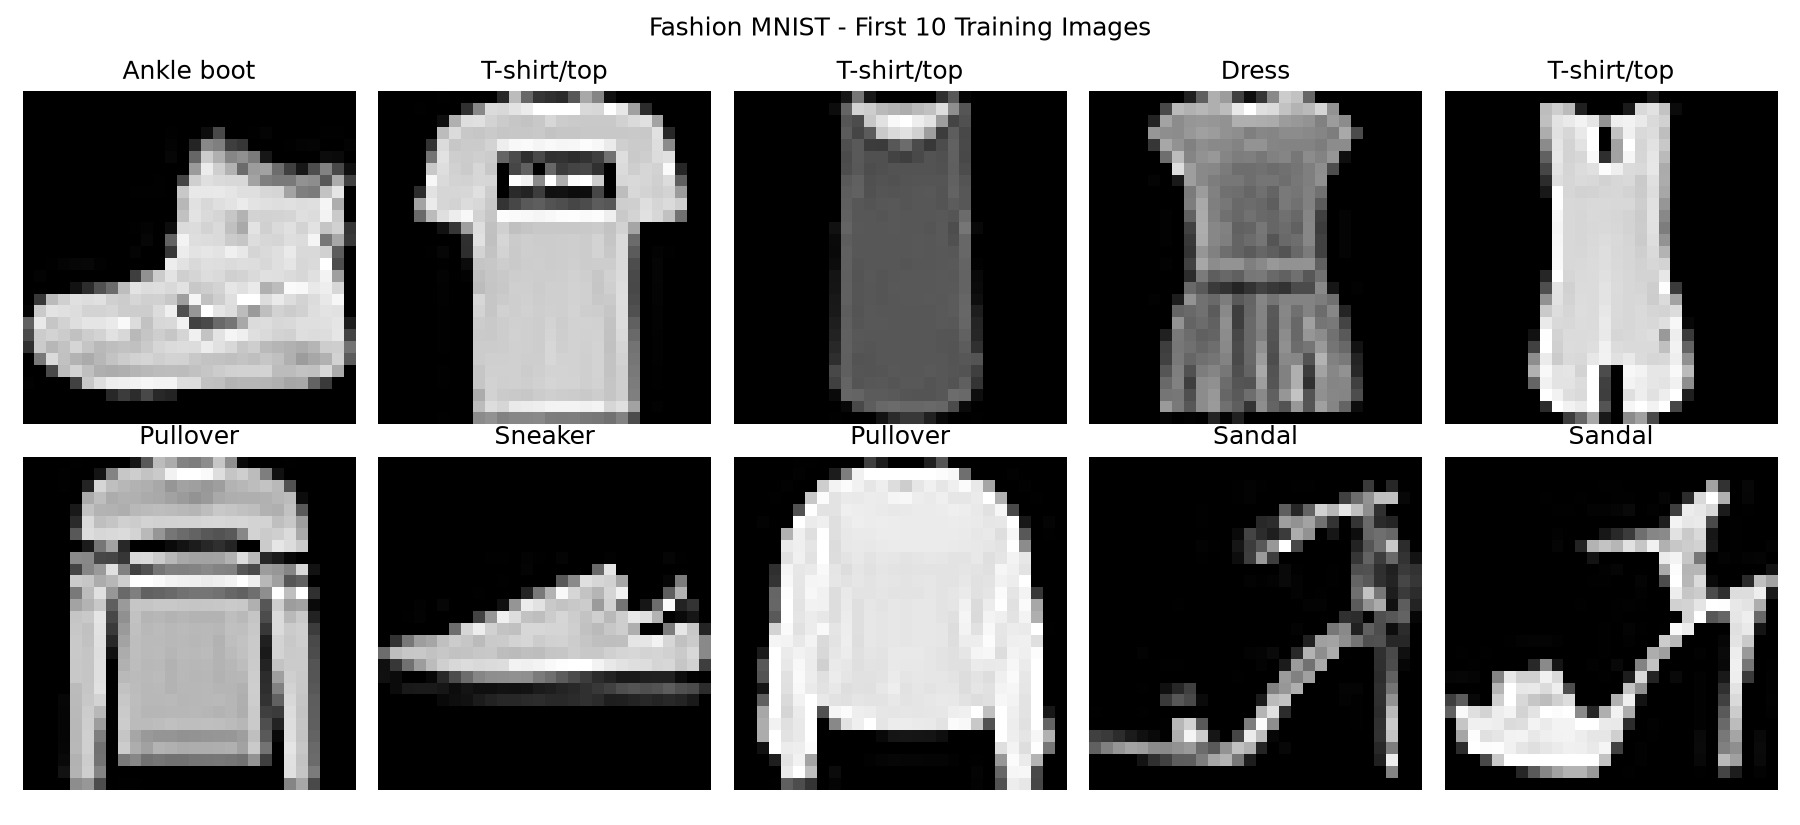 Fashion MNIST - First 10 Training Images
Ankle boot
T-shirt/top
T-shirt/top
Dress
T-shirt/top
Pullover
Sneaker
Pullover
Sandal
Sandal